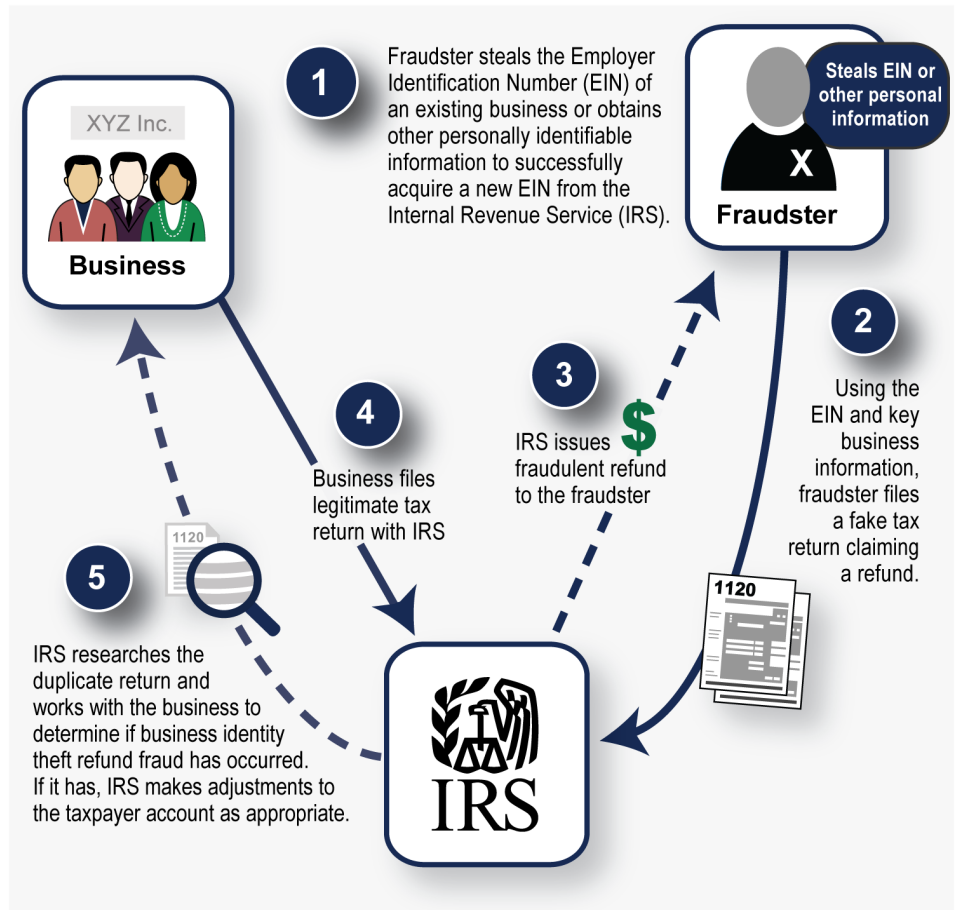 XYZ Inc.
Business
1
Fraudster steals the Employer
Identification Number (EIN) of
an existing business or obtains
other personally identifiable
information to successfully
acquire a new EIN from the
Internal Revenue Service (IRS).
Steals EIN or
other personal
information
X
Fraudster
2
Using the
EIN and key
business
information,
fraudster files
a fake tax
return claiming
a refund.
1120
3
$
IRS issues
fraudulent refund
to the fraudster
4
Business files
legitimate tax
return with IRS
1120
5
IRS researches the
duplicate return and
works with the business to
determine if business identity
theft refund fraud has occurred.
If it has, IRS makes adjustments to
the taxpayer account as appropriate.
IRS